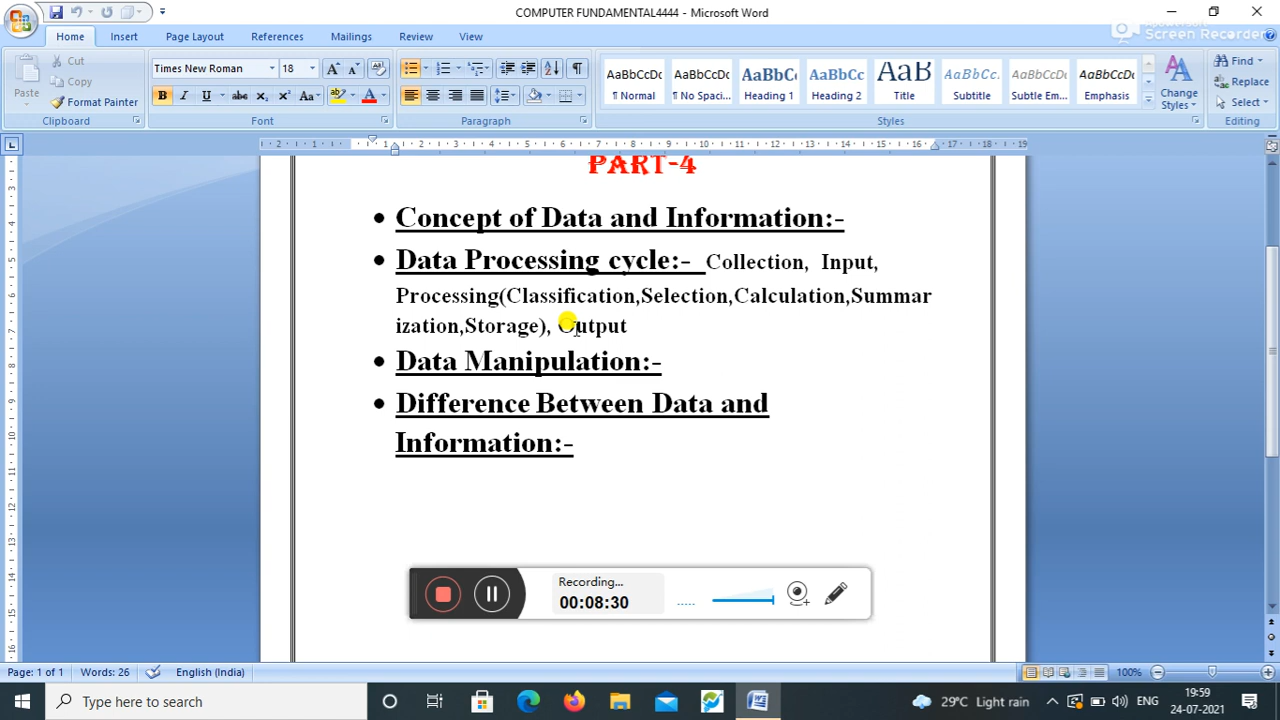 COMPUTER FUNDAMENTAL4444 - Microsoft Word
Screen Recorder
Home Insert Page Layout References Mailings Review View
Paste
Cut
Copy
Format Painter
Times New Roman 18
AaBbCcDc AaBbCcDc AaBbCc AaBbCc AaB AaBbCc. AaBbCcDc AaBbCcDc
¶ Normal ¶ No Spaci... Heading 1 Heading 2 Title Subtitle Subtle Em... Emphasis
Change Styles
Find
Replace
Select
Clipboard Font Paragraph Styles Editing
PART-4
• Concept of Data and Information:-
• Data Processing cycle:- Collection, Input,
Processing(Classification,Selection,Calculation,Summar
ization,Storage), Output
• Data Manipulation:-
• Difference Between Data and
Information:-
Recording...
00:08:30
Page: 1 of 1 Words: 26 English (India) 100%
Type here to search
29°C Light rain ENG
19:59
24-07-2021